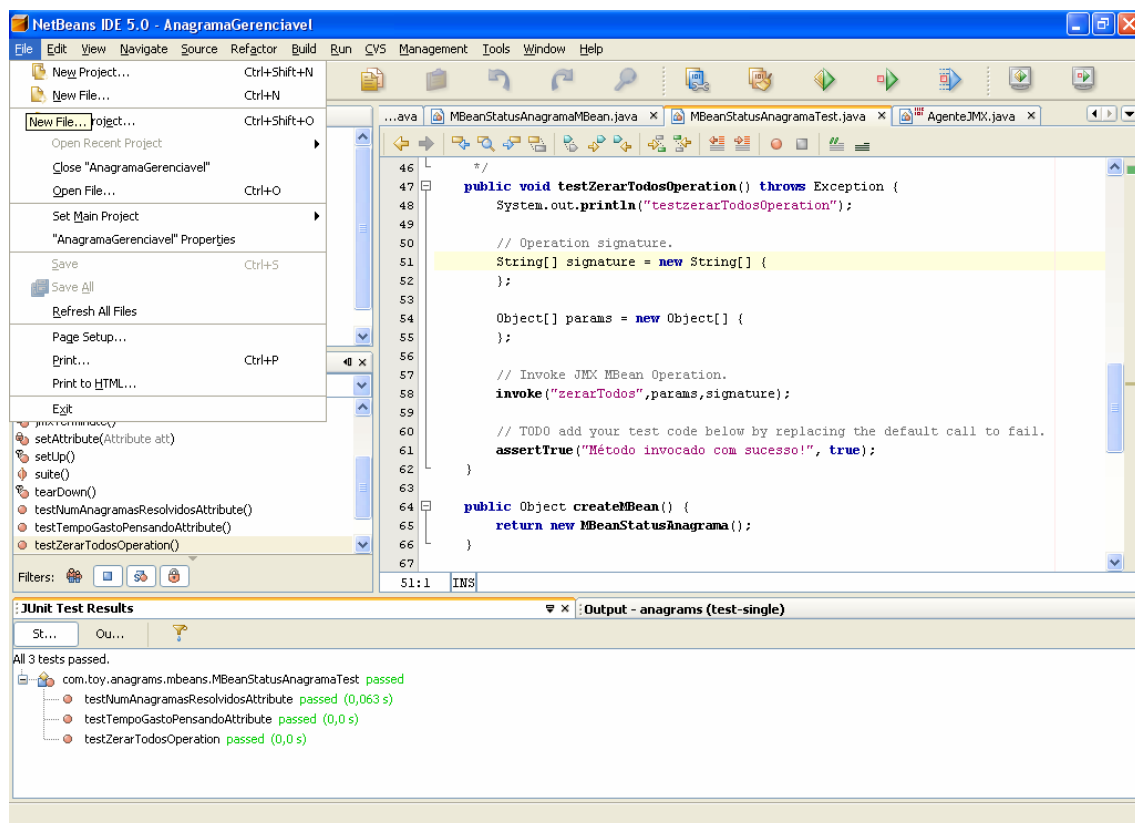 NetBeans IDE 5.0 - AnagramaGerenciavel
File Edit View Navigate Source Refactor Build Run CVS Management Tools Window Help
New Project... Ctrl+Shift+N
New File... Ctrl+N
New File... roject... Ctrl+Shift+O
Open Recent Project
Close "AnagramaGerenciavel"
Open File... Ctrl+O
Set Main Project
"AnagramaGerenciavel" Properties
Save Ctrl+S
Save All
Refresh All Files
Page Setup...
Print... Ctrl+P
Print to HTML...
Exit
jmxTerminate()
setAttribute(Attribute att)
setUp()
suite()
tearDown()
testNumAnagramasResolvidosAttribute()
testTempoGastoPensandoAttribute()
testZerarTodosOperation()
Filters:
...ava MBeanStatusAnagramaMBean.java MBeanStatusAnagramaTest.java AgenteJMX.java
46 */
47 public void testZerarTodosOperation() throws Exception {
48 System.out.println("testzerarTodosOperation");
49
50 // Operation signature.
51 String[] signature = new String[] {
52 };
53
54 Object[] params = new Object[] {
55 };
56
57 // Invoke JMX MBean Operation.
58 invoke("zerarTodos",params,signature);
59
60 // TODO add your test code below by replacing the default call to fail.
61 assertTrue("Método invocado com sucesso!", true);
62 }
63
64 public Object createMBean() {
65 return new MBeanStatusAnagrama();
66 }
67
51:1 INS
JUnit Test Results
Output - anagrams (test-single)
St... Ou...
All 3 tests passed.
com.toy.anagrams.mbeans.MBeanStatusAnagramaTest passed
testNumAnagramasResolvidosAttribute passed (0,063 s)
testTempoGastoPensandoAttribute passed (0,0 s)
testZerarTodosOperation passed (0,0 s)